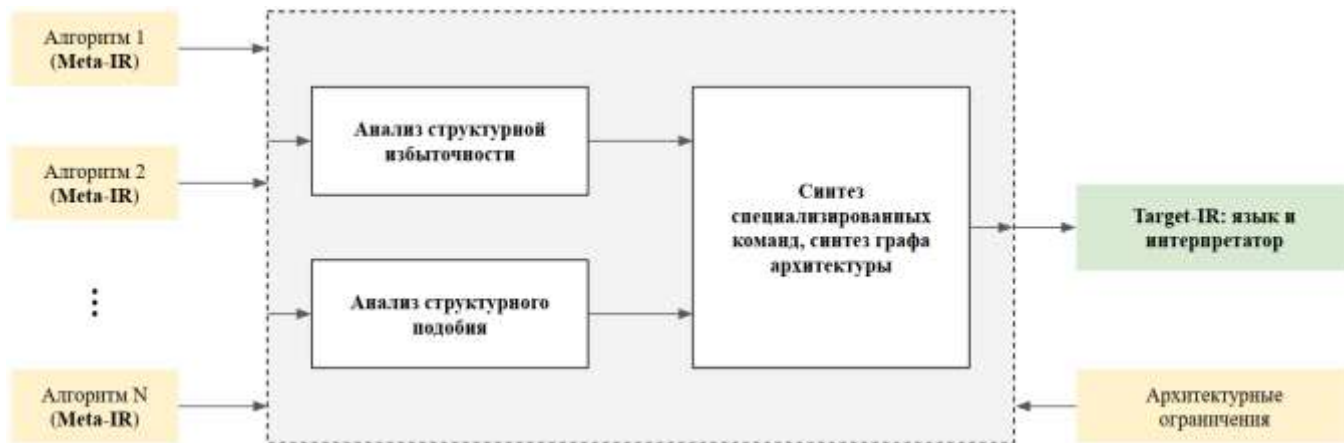 Алгоритм 1
(Meta-IR)
Алгоритм 2
(Meta-IR)
Алгоритм N
(Meta-IR)
Анализ структурной
избыточности
Анализ структурного
подобия
Синтез
специализированных
команд, синтез графа
архитектуры
Target-IR: язык и
интерпретатор
Архитектурные
ограничения